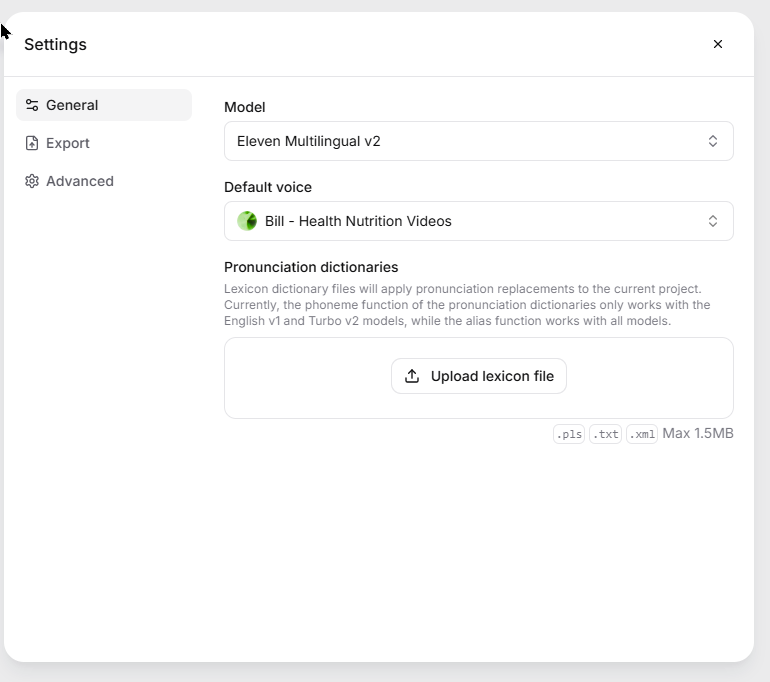 Settings
General
Export
Advanced
Model
Eleven Multilingual v2
Default voice
Bill - Health Nutrition Videos
Pronunciation dictionaries
Lexicon dictionary files will apply pronunciation replacements to the current project.
Currently, the phoneme function of the pronunciation dictionaries only works with the
English v1 and Turbo v2 models, while the alias function works with all models.
Upload lexicon file
.pls .txt .xml Max 1.5MB